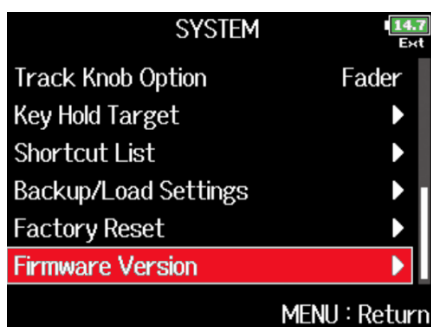 SYSTEM
14.7
Ext
Track Knob Option Fader
Key Hold Target
Shortcut List
Backup/Load Settings
Factory Reset
Firmware Version
MENU : Return